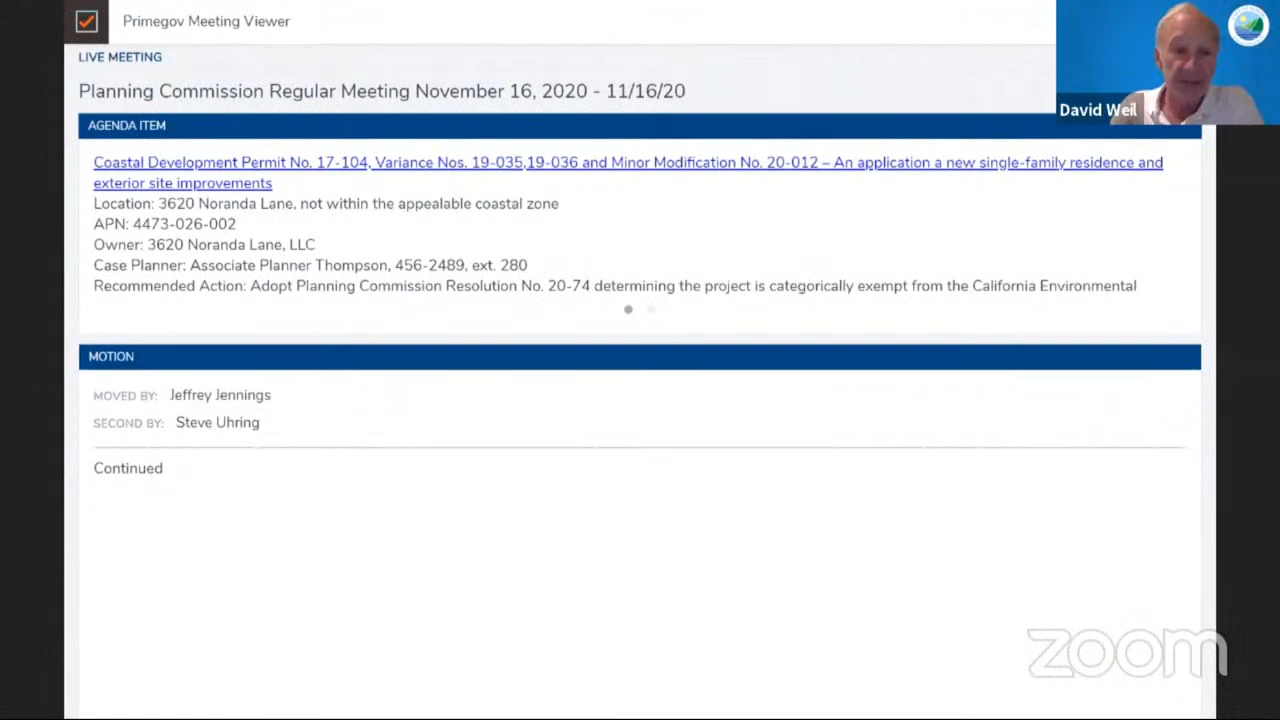 Primegov Meeting Viewer
LIVE MEETING
Planning Commission Regular Meeting November 16, 2020 - 11/16/20
David Weil
AGENDA ITEM
Coastal Development Permit No. 17-104, Variance Nos. 19-035,19-036 and Minor Modification No. 20-012 – An application a new single-family residence and
exterior site improvements
Location: 3620 Noranda Lane, not within the appealable coastal zone
APN: 4473-026-002
Owner: 3620 Noranda Lane, LLC
Case Planner: Associate Planner Thompson, 456-2489, ext. 280
Recommended Action: Adopt Planning Commission Resolution No. 20-74 determining the project is categorically exempt from the California Environmental
MOTION
MOVED BY: Jeffrey Jennings
SECOND BY: Steve Uhring
Continued
zoom